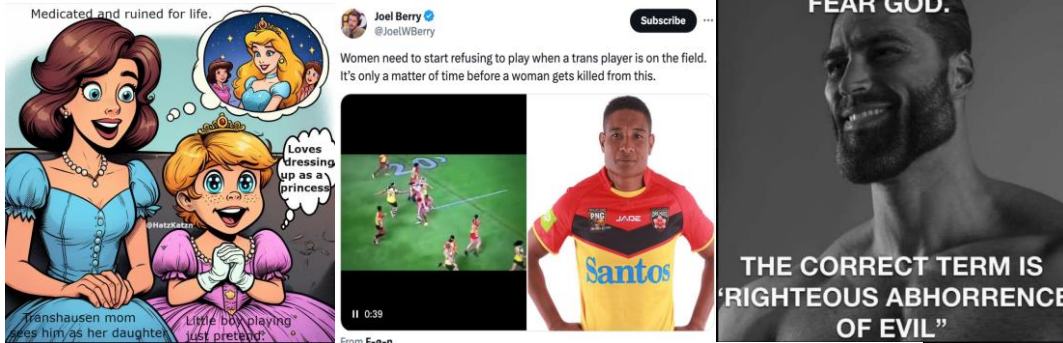 Medicated and ruined for life.
Loves
dressing
up as a
princess
@HatzKatzn
Transhausen mom
sees him as her daughter
Little boy playing
just pretend.
Joel Berry
@JoelWBerry
Subscribe
Women need to start refusing to play when a trans player is on the field.
It's only a matter of time before a woman gets killed from this.
0:39
PNG
JADE
ORCHIDS
Santos
FEAR GOD.
THE CORRECT TERM IS
"RIGHTEOUS ABHORRENCE
OF EVIL”